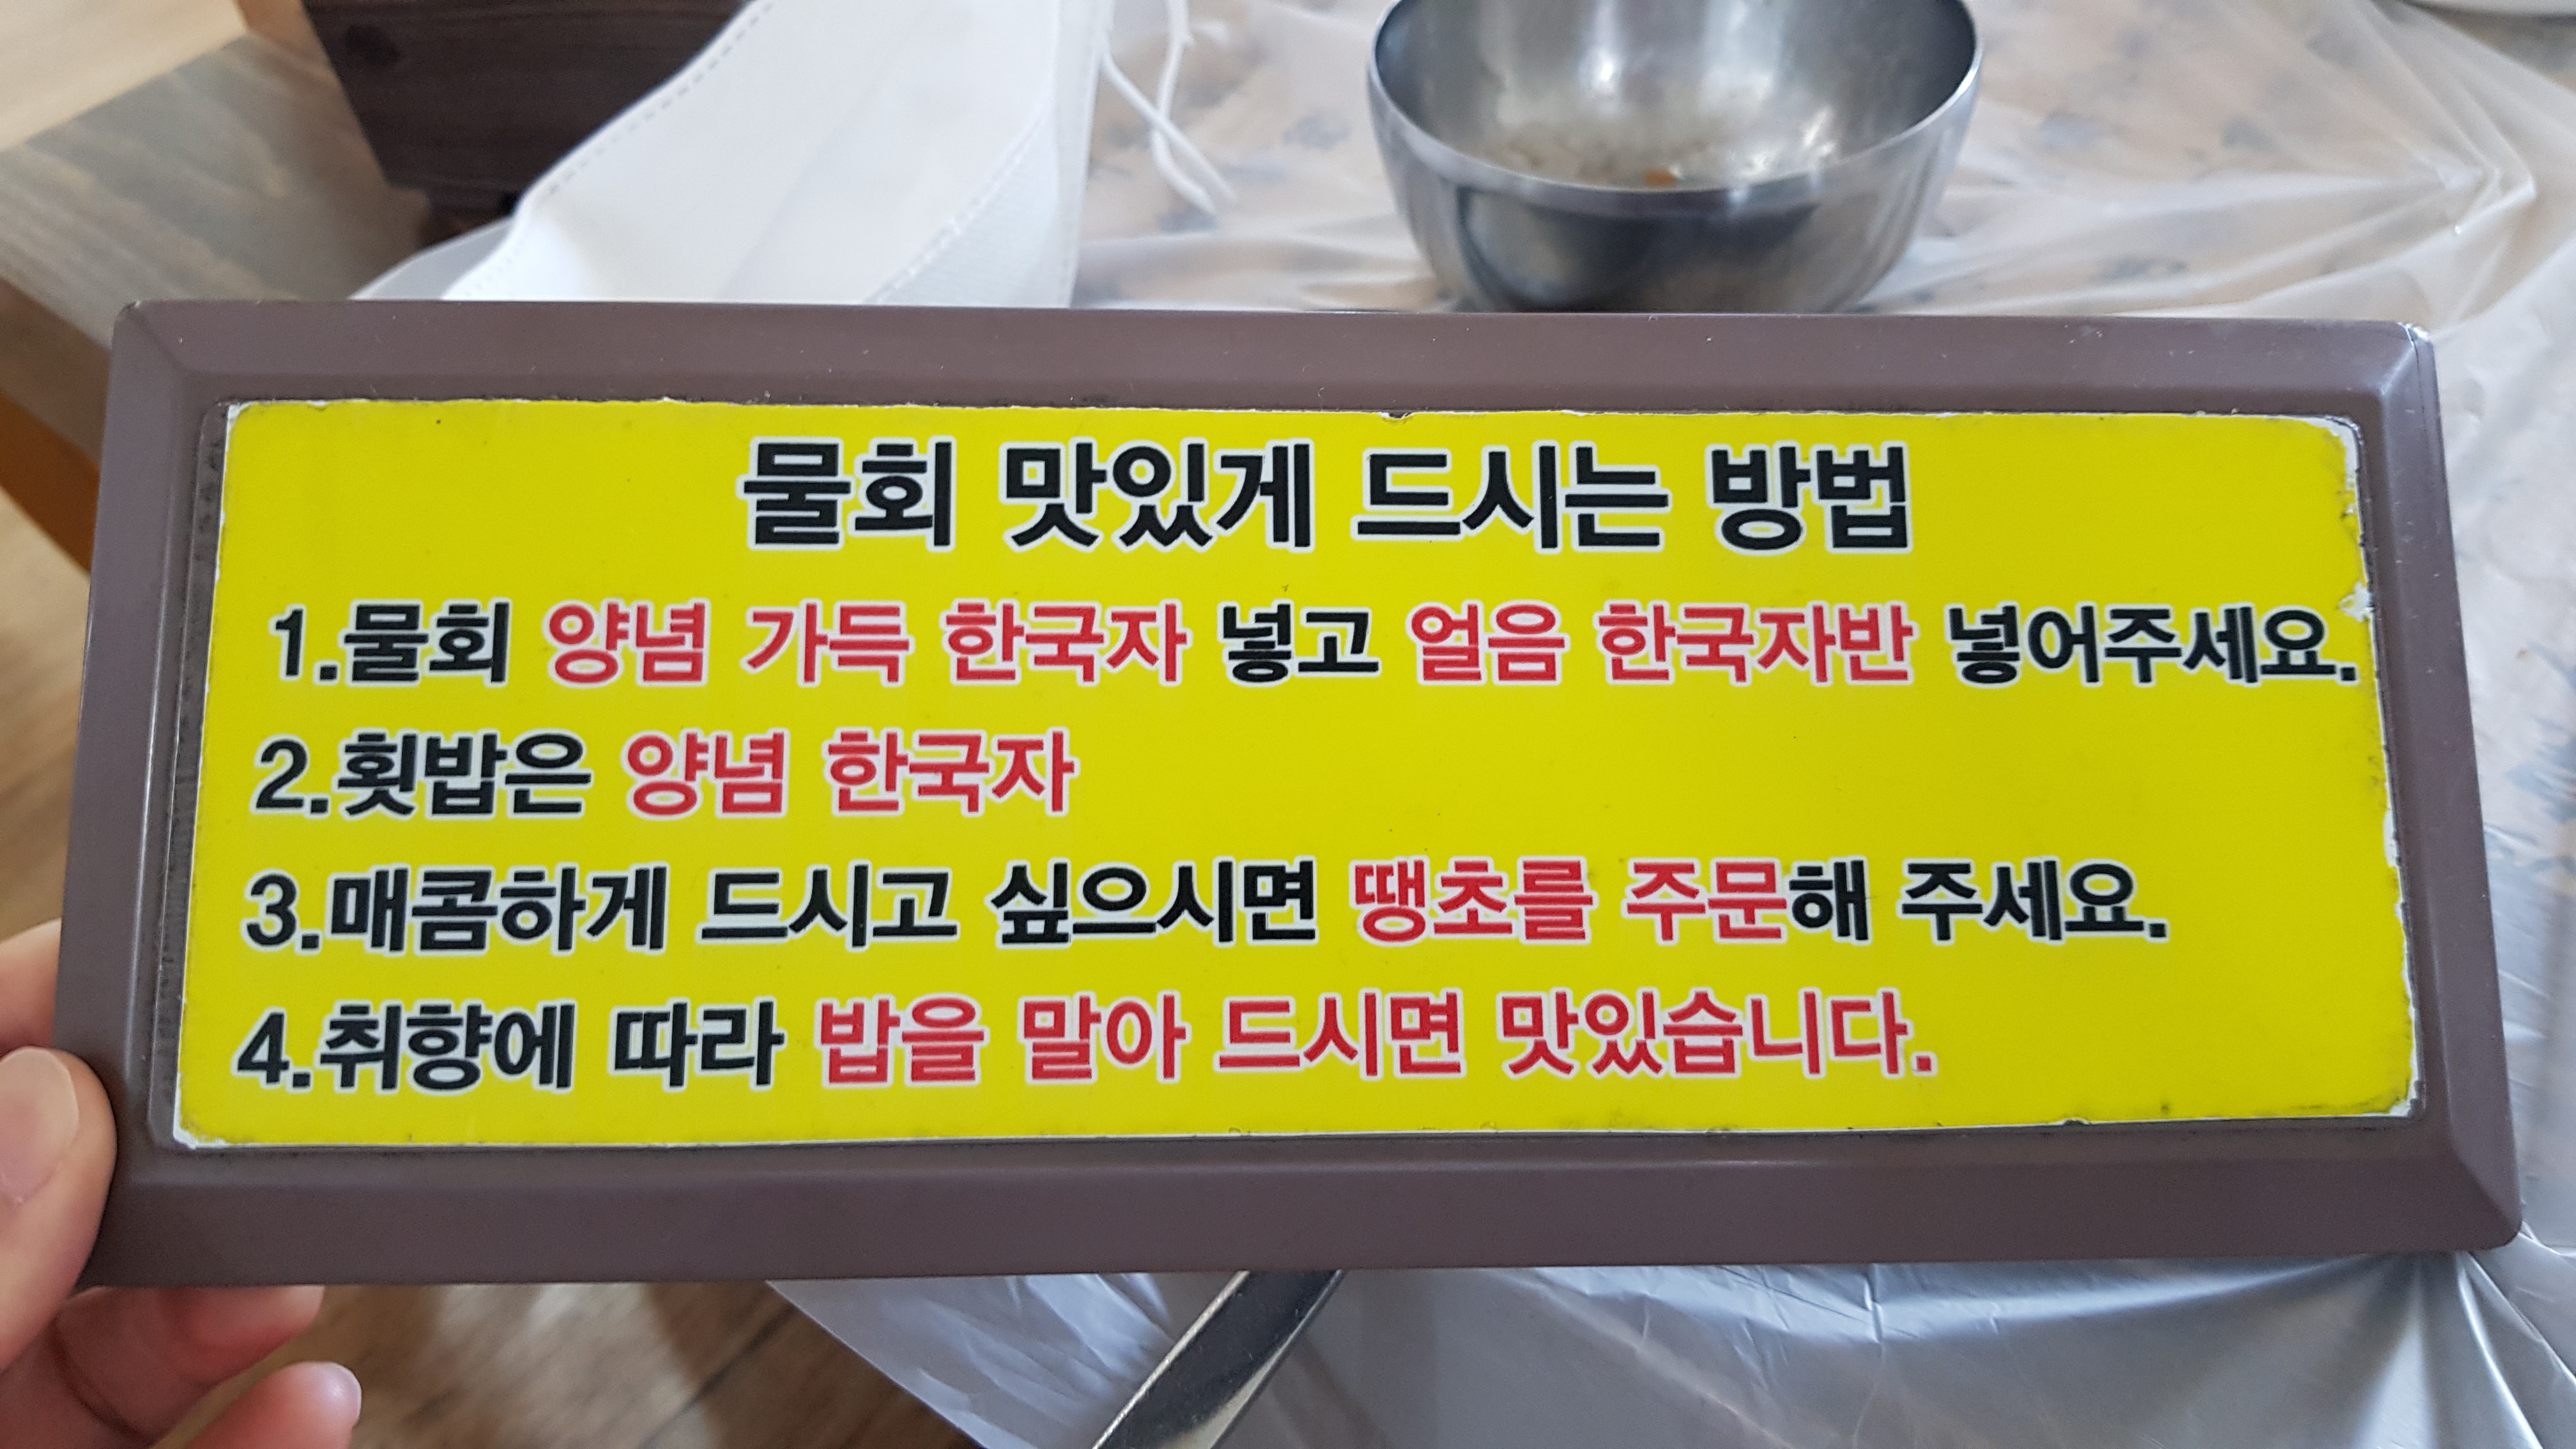 물회 맛있게 드시는 방법
1.물회 양념 가득 한국자 넣고 얼음 한국자반 넣어주세요.
2.횟밥은 양념 한국자
3.매콤하게 드시고 싶으시면 땡초를 주문해 주세요.
4.취향에 따라 밥을 말아 드시면 맛있습니다.